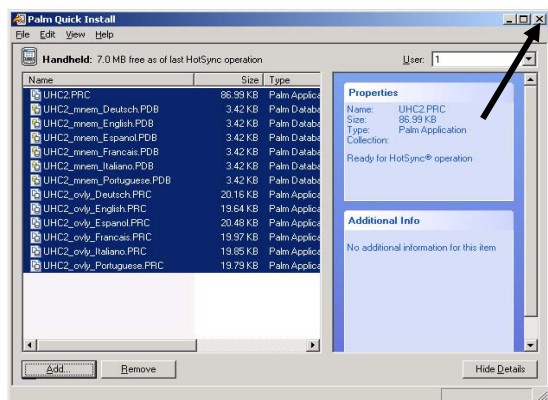 Palm Quick Install
File Edit View Help
Handheld: 7.0 MB free as of last HotSync operation
User: 1
Name Size Type
UHC2.PRC 86.99 KB Palm Applica
UHC2_mnem_Deutsch.PDB 3.42 KB Palm Databa
UHC2_mnem_English.PDB 3.42 KB Palm Databa
UHC2_mnem_Espanol.PDB 3.42 KB Palm Databa
UHC2_mnem_Francais.PDB 3.42 KB Palm Databa
UHC2_mnem_Italiano.PDB 3.42 KB Palm Databa
UHC2_mnem_Portuguese.PDB 3.42 KB Palm Databa
UHC2_ovly_Deutsch.PRC 20.16 KB Palm Applica
UHC2_ovly_English.PRC 19.64 KB Palm Applica
UHC2_ovly_Espanol.PRC 20.48 KB Palm Applica
UHC2_ovly_Francais.PRC 19.97 KB Palm Applica
UHC2_ovly_Italiano.PRC 19.85 KB Palm Applica
UHC2_ovly_Portuguese.PRC 19.79 KB Palm Applica
Properties
Name: UHC2.PRC
Size: 86.99 KB
Type: Palm Application
Collection:
Ready for HotSync® operation
Additional Info
No additional information for this item
Add... Remove Hide Details